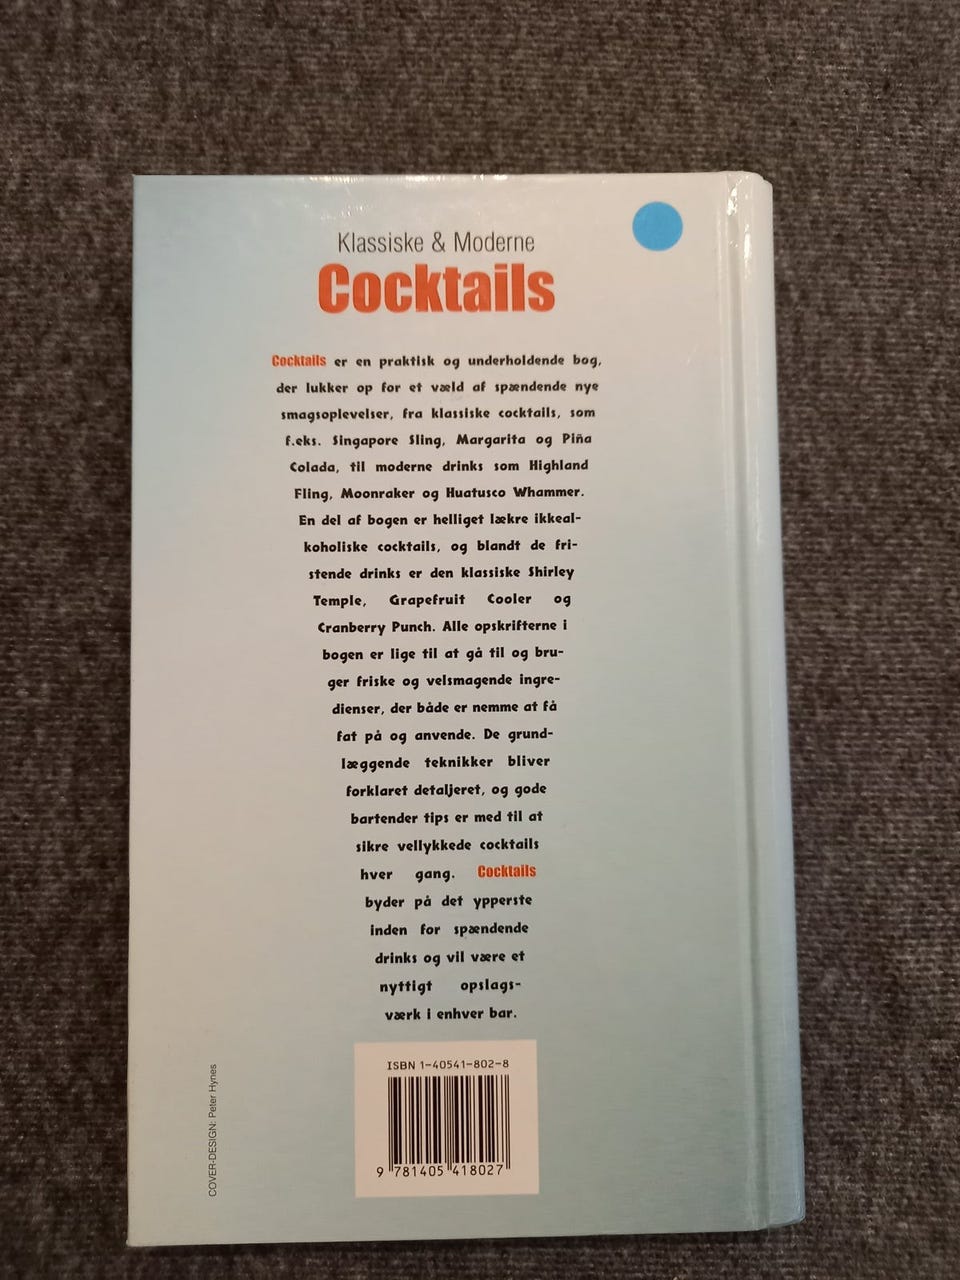 Klassiske & Moderne
Cocktails
Cocktails er en praktisk og underholdende bog,
der lukker op for et væld af spændende nye
smagsoplevelser, fra klassiske cocktails, som
f.eks. Singapore Sling, Margarita og Piña
Colada, til moderne drinks som Highland
Fling, Moonraker og Huatusco Whammer.
En del af bogen er helliget lækre ikkeal-
koholiske cocktails, og blandt de fri-
stende drinks er den klassiske Shirley
Temple, Grapefruit Cooler og
Cranberry Punch. Alle opskrifterne i
bogen er lige til at gå til og bru-
ger friske og velsmagende ingre-
dienser, der både er nemme at få
fat på og anvende. De grund-
læggende teknikker bliver
forklaret detaljeret, og gode
bartender tips er med til at
sikre vellykkede cocktails
hver gang. Cocktails
byder på det ypperste
inden for spændende
drinks og vil være et
nyttigt opslags-
værk i enhver bar.
ISBN 1-40541-802-8
9 781405 418027
COVER-DESIGN: Peter Hynes